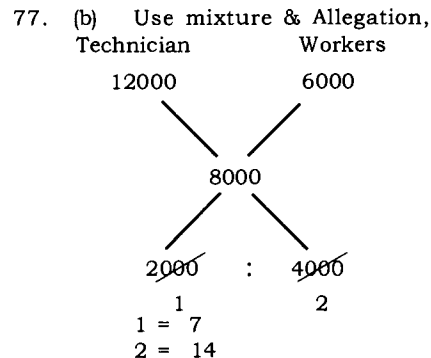 77. (b) Use mixture & Allegation,
Technician Workers
12000 6000
8000
2000 : 4000
1 2
1 = 7
2 = 14